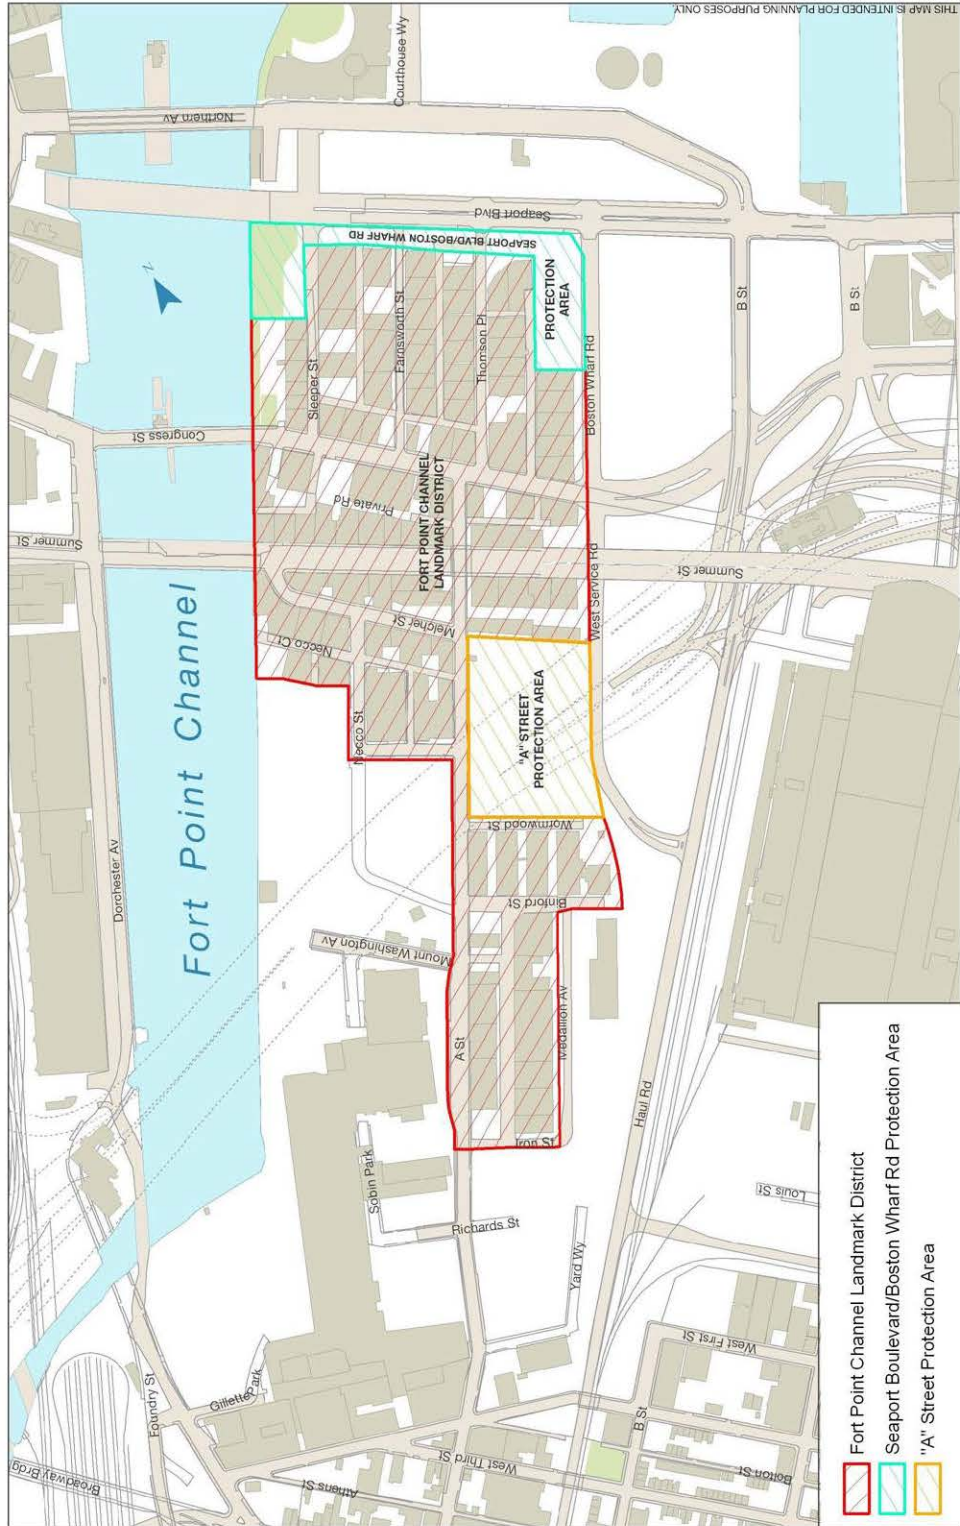 THIS MAP IS INTENDED FOR PLANNING PURPOSES ONLY.
Courthouse Wy
Northern Av
Seaport Blvd
SEAPORT BLVD/BOSTON WHARF RD
PROTECTION
AREA
N
B St
B St
Sleeper St
Farnsworth St
Thomson Pl
Boston Wharf Rd
Congress St
Private Rd
FORT POINT CHANNEL
LANDMARK DISTRICT
Summer St
Summer St
West Service Rd
Melcher St
Necco Ct
Necco St
Fort Point Channel
Dorchester Av
"A" STREET
PROTECTION AREA
Wormwood St
Binford St
Mount Washington Av
A St
Medallion Av
Iron St
Haul Rd
Sobin Park
Richards St
Yard Wy
Louis St
West First St
Gillette Park
Foundry St
Broadway Brdg
B St
West Third St
Bolton St
Athens St
Fort Point Channel Landmark District
Seaport Boulevard/Boston Wharf Rd Protection Area
"A" Street Protection Area